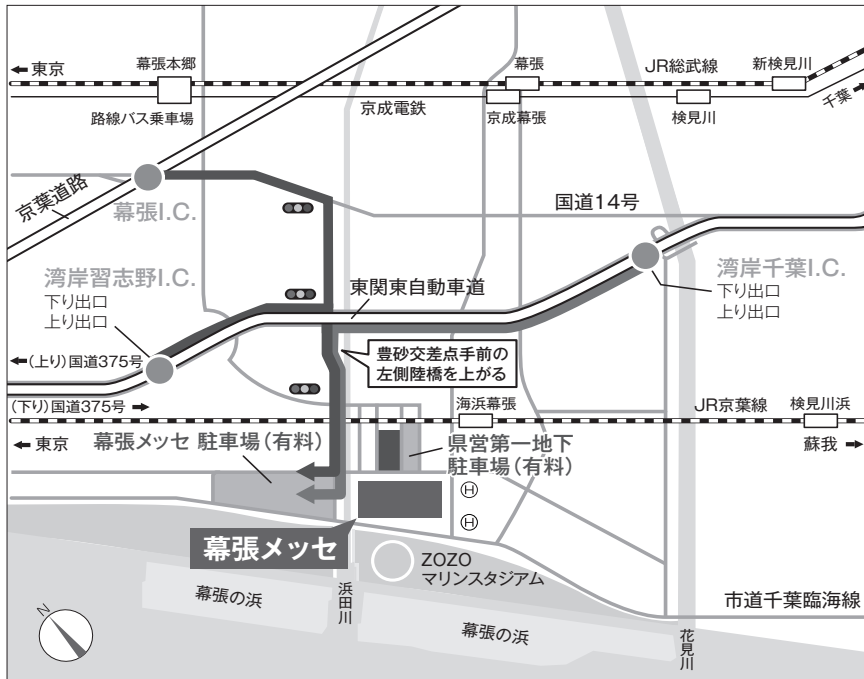 ←東京
幕張本郷
幕張
JR総武線
新検見川
路線バス乗車場
京成電鉄
京成幕張
検見川
千葉→
京葉道路
幕張I.C.
国道14号
湾岸習志野I.C.
下り出口
上り出口
東関東自動車道
湾岸千葉I.C.
下り出口
上り出口
←(上り)国道375号
豊砂交差点手前の
左側陸橋を上がる
(下り)国道375号→
海浜幕張
JR京葉線
検見川浜
←東京
幕張メッセ 駐車場(有料)
県営第一地下
駐車場(有料)
蘇我→
H
H
幕張メッセ
ZOZO
マリンスタジアム
幕張の浜
浜田川
幕張の浜
花見川
市道千葉臨海線
N